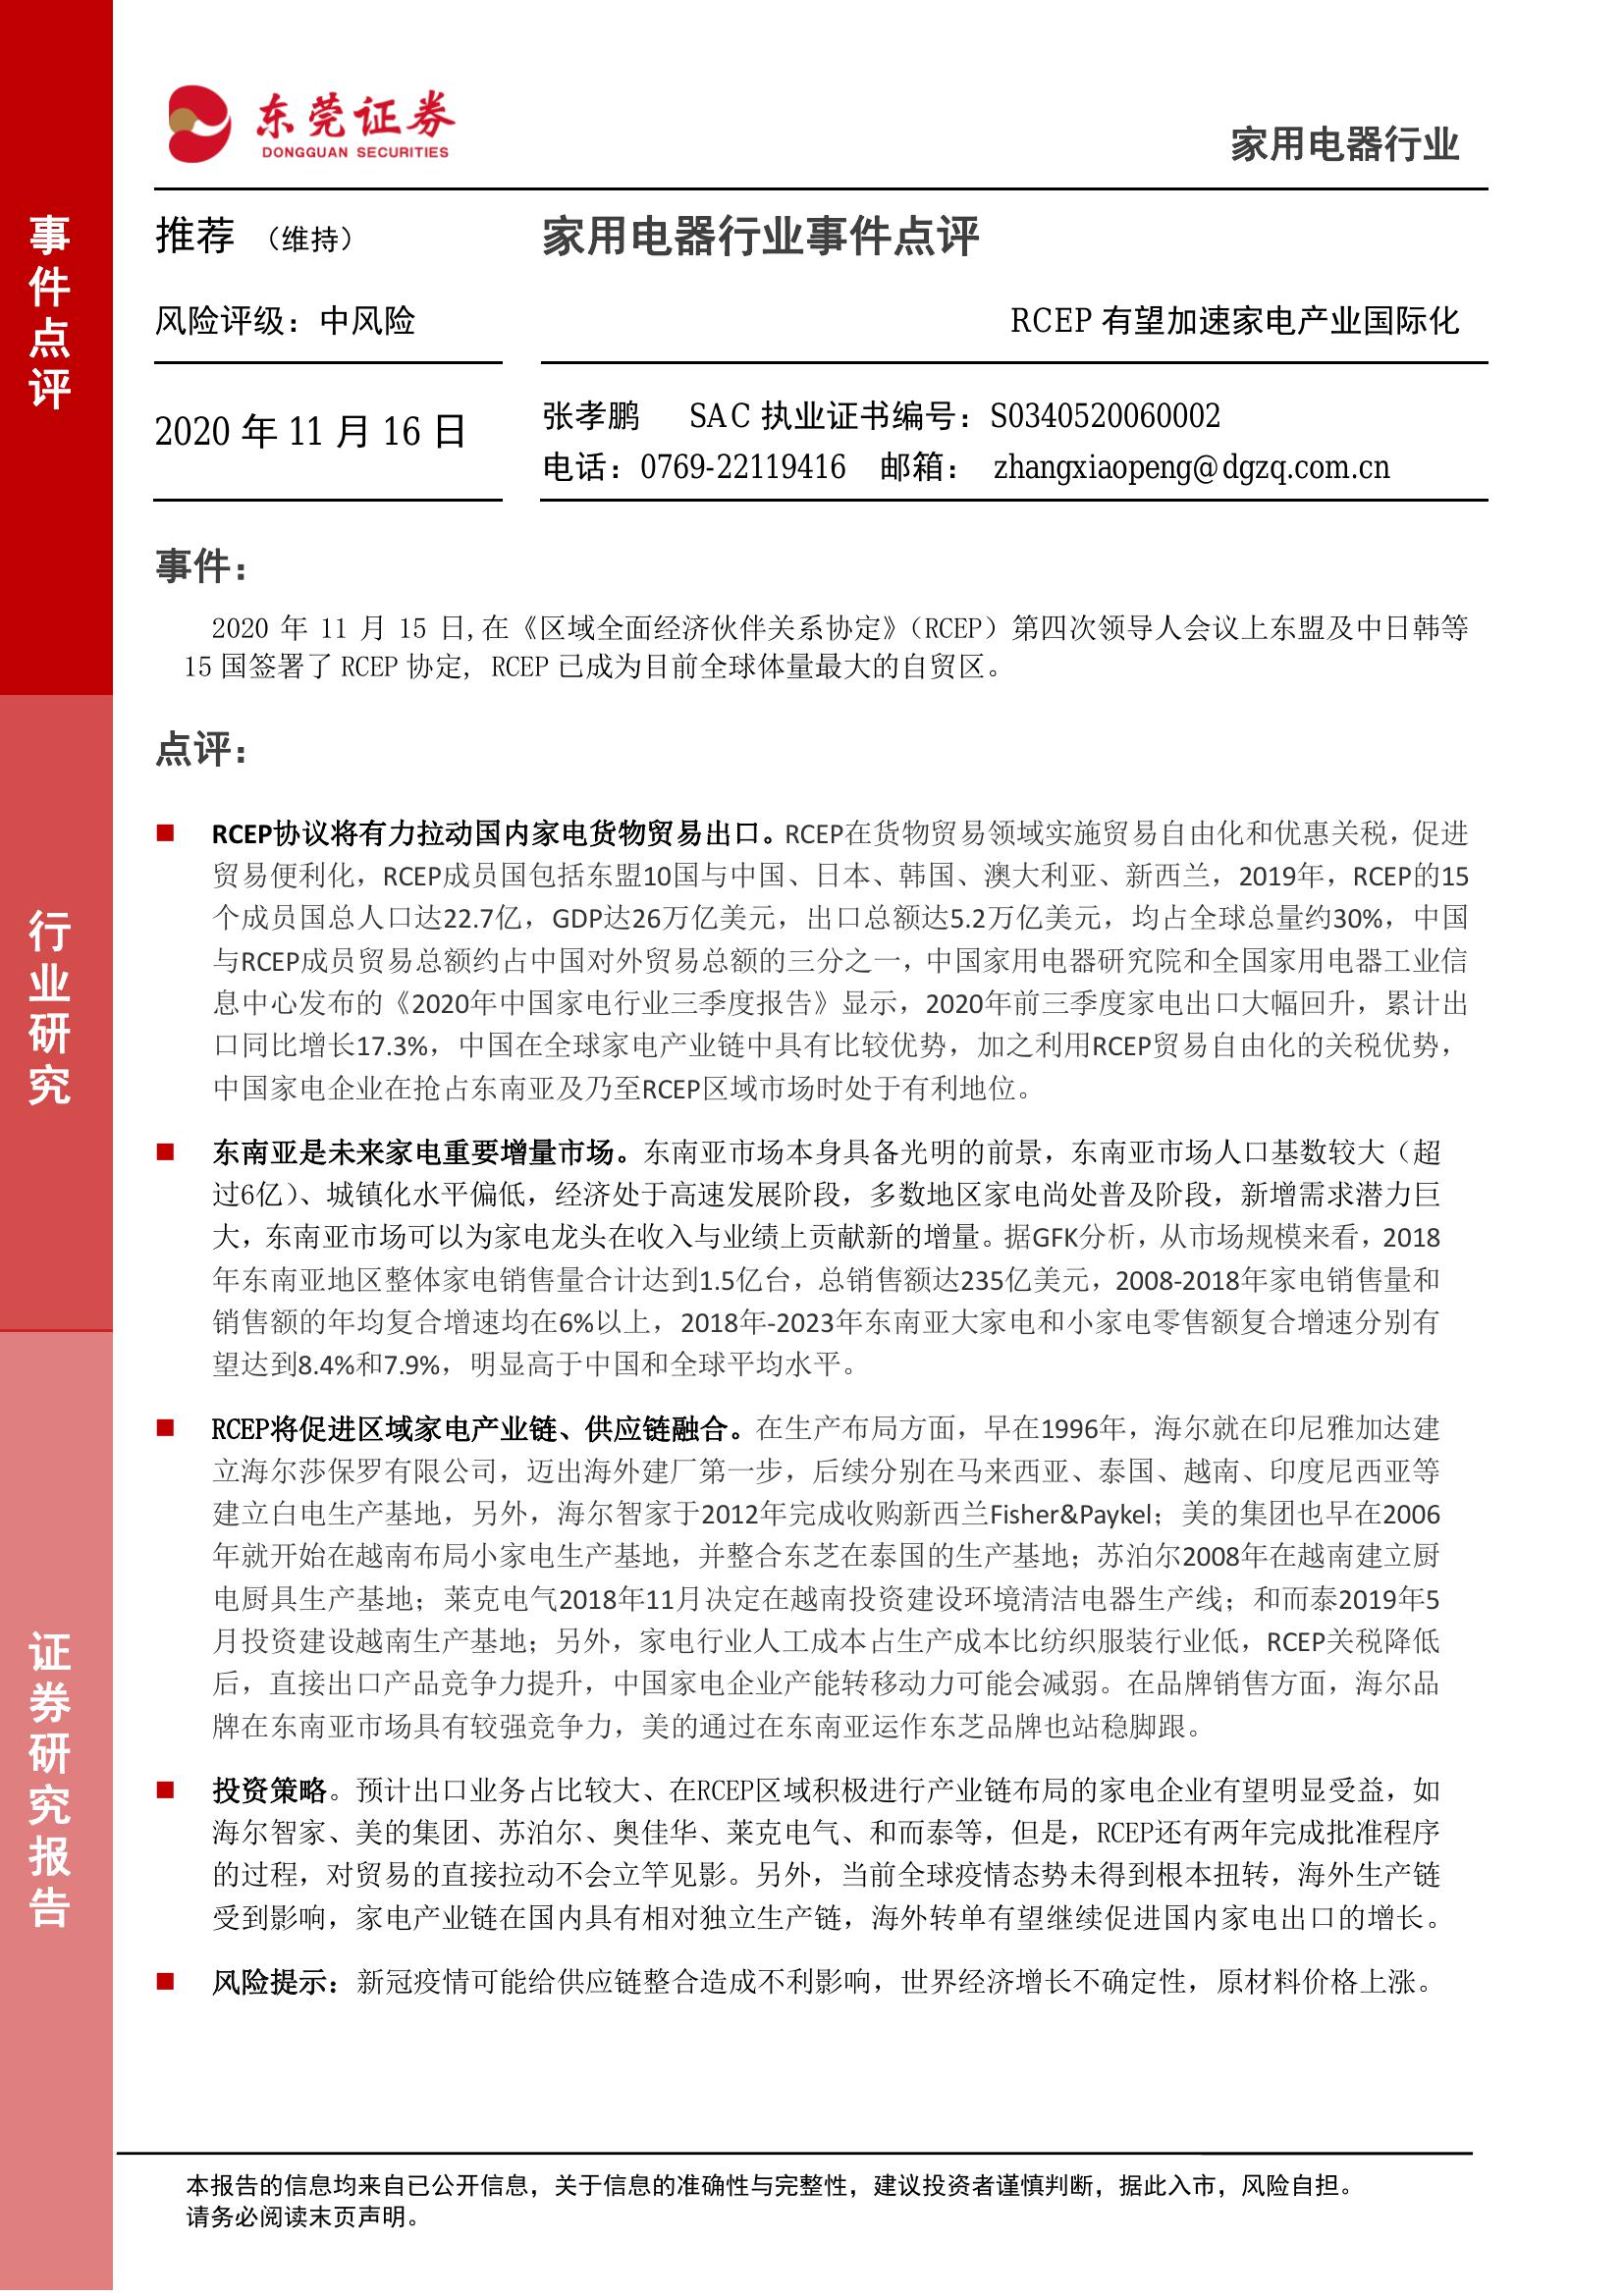 东莞证券
DONGGUAN SECURITIES
家用电器行业
事件点评
行业研究
证券研究报告
推荐 （维持）
家用电器行业事件点评
风险评级：中风险
RCEP 有望加速家电产业国际化
2020 年 11 月 16 日
张孝鹏 SAC 执业证书编号：S0340520060002
电话：0769-22119416 邮箱： zhangxiaopeng@dgzq.com.cn
事件：
2020 年 11 月 15 日,在《区域全面经济伙伴关系协定》（RCEP）第四次领导人会议上东盟及中日韩等
15 国签署了 RCEP 协定, RCEP 已成为目前全球体量最大的自贸区。
点评：
■ RCEP协议将有力拉动国内家电货物贸易出口。RCEP在货物贸易领域实施贸易自由化和优惠关税，促进
贸易便利化，RCEP成员国包括东盟10国与中国、日本、韩国、澳大利亚、新西兰，2019年，RCEP的15
个成员国总人口达22.7亿，GDP达26万亿美元，出口总额达5.2万亿美元，均占全球总量约30%，中国
与RCEP成员贸易总额约占中国对外贸易总额的三分之一，中国家用电器研究院和全国家用电器工业信
息中心发布的《2020年中国家电行业三季度报告》显示，2020年前三季度家电出口大幅回升，累计出
口同比增长17.3%，中国在全球家电产业链中具有比较优势，加之利用RCEP贸易自由化的关税优势，
中国家电企业在抢占东南亚及乃至RCEP区域市场时处于有利地位。
■ 东南亚是未来家电重要增量市场。东南亚市场本身具备光明的前景，东南亚市场人口基数较大（超
过6亿）、城镇化水平偏低，经济处于高速发展阶段，多数地区家电尚处普及阶段，新增需求潜力巨
大，东南亚市场可以为家电龙头在收入与业绩上贡献新的增量。据GFK分析，从市场规模来看，2018
年东南亚地区整体家电销售量合计达到1.5亿台，总销售额达235亿美元，2008-2018年家电销售量和
销售额的年均复合增速均在6%以上，2018年-2023年东南亚大家电和小家电零售额复合增速分别有
望达到8.4%和7.9%，明显高于中国和全球平均水平。
■ RCEP将促进区域家电产业链、供应链融合。在生产布局方面，早在1996年，海尔就在印尼雅加达建
立海尔莎保罗有限公司，迈出海外建厂第一步，后续分别在马来西亚、泰国、越南、印度尼西亚等
建立白电生产基地，另外，海尔智家于2012年完成收购新西兰Fisher&Paykel；美的集团也早在2006
年就开始在越南布局小家电生产基地，并整合东芝在泰国的生产基地；苏泊尔2008年在越南建立厨
电厨具生产基地；莱克电气2018年11月决定在越南投资建设环境清洁电器生产线；和而泰2019年5
月投资建设越南生产基地；另外，家电行业人工成本占生产成本比纺织服装行业低，RCEP关税降低
后，直接出口产品竞争力提升，中国家电企业产能转移动力可能会减弱。在品牌销售方面，海尔品
牌在东南亚市场具有较强竞争力，美的通过在东南亚运作东芝品牌也站稳脚跟。
■ 投资策略。预计出口业务占比较大、在RCEP区域积极进行产业链布局的家电企业有望明显受益，如
海尔智家、美的集团、苏泊尔、奥佳华、莱克电气、和而泰等，但是，RCEP还有两年完成批准程序
的过程，对贸易的直接拉动不会立竿见影。另外，当前全球疫情态势未得到根本扭转，海外生产链
受到影响，家电产业链在国内具有相对独立生产链，海外转单有望继续促进国内家电出口的增长。
■ 风险提示：新冠疫情可能给供应链整合造成不利影响，世界经济增长不确定性，原材料价格上涨。
本报告的信息均来自已公开信息，关于信息的准确性与完整性，建议投资者谨慎判断，据此入市，风险自担。
请务必阅读末页声明。